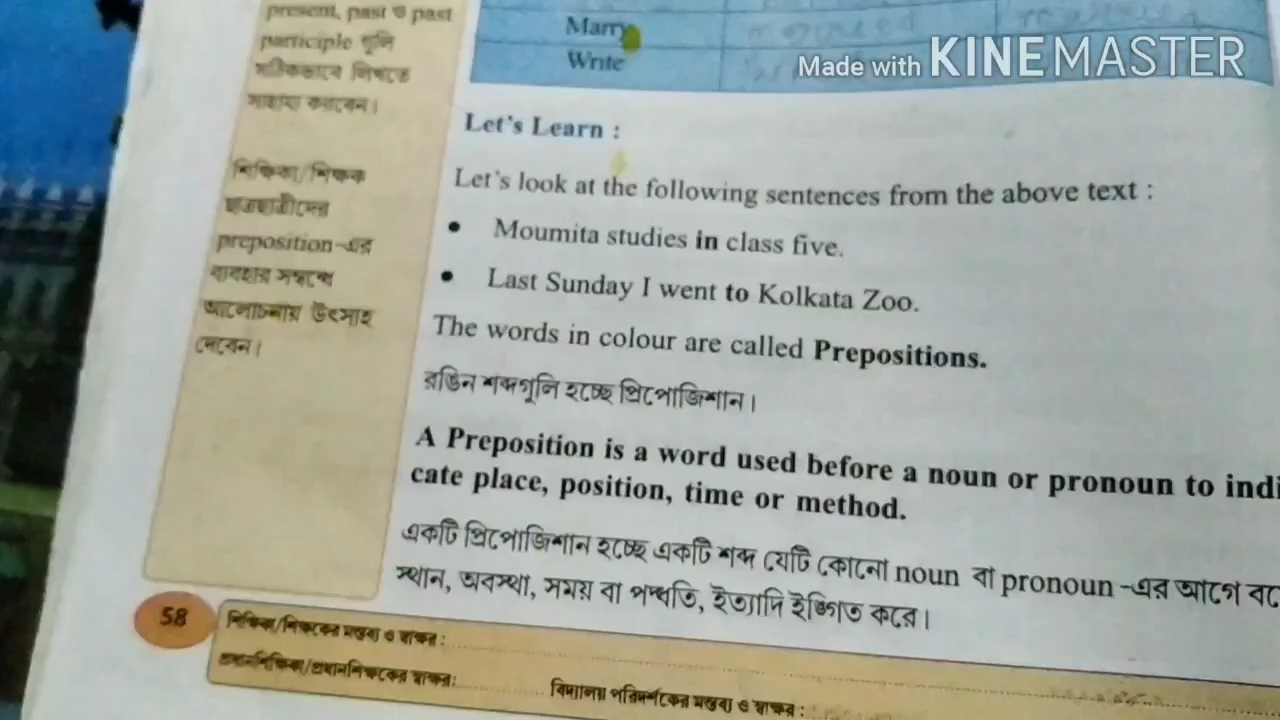 present, past ও past
participle গুলি
সঠিকভাবে লিখতে
সাহায্য করবেন।
Marry
Write
Made with KINEMASTER
Let's Learn :
শিক্ষিকা/শিক্ষক
ছাত্রছাত্রীদের
preposition-এর
ব্যবহার সম্বন্ধে
আলোচনায় উৎসাহ
দেবেন।
Let's look at the following sentences from the above text :
• Moumita studies in class five.
• Last Sunday I went to Kolkata Zoo.
The words in colour are called Prepositions.
রঙিন শব্দগুলি হচ্ছে প্রিপোজিশান।
A Preposition is a word used before a noun or pronoun to indi
cate place, position, time or method.
একটি প্রিপোজিশান হচ্ছে একটি শব্দ যেটি কোনো noun বা pronoun -এর আগে বসে
স্থান, অবস্থা, সময় বা পদ্ধতি, ইত্যাদি ইঙ্গিত করে।
58
শিক্ষিকা/শিক্ষকের মন্তব্য ও স্বাক্ষর :
প্রধানশিক্ষিকা/প্রধানশিক্ষকের স্বাক্ষর:
বিদ্যালয় পরিদর্শকের মন্তব্য ও স্বাক্ষর :